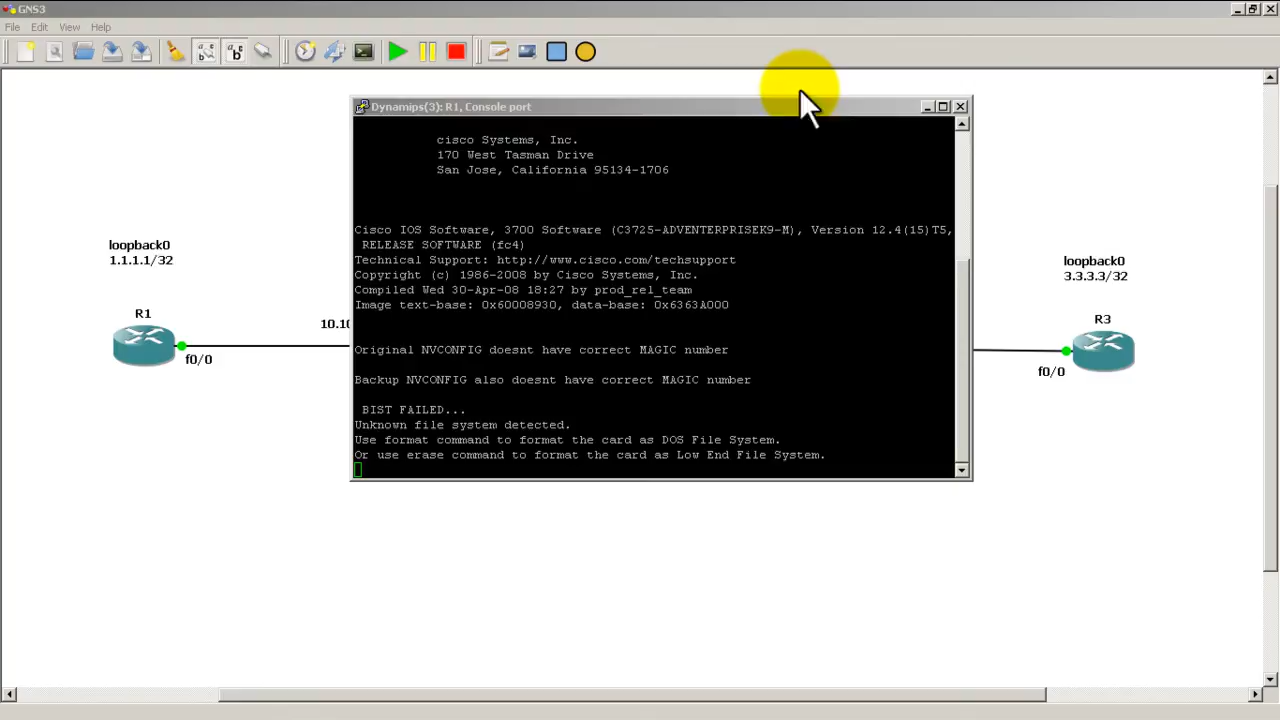 GNS3
File Edit View Help
Dynamips(3): R1, Console port
cisco Systems, Inc.
170 West Tasman Drive
San Jose, California 95134-1706
Cisco IOS Software, 3700 Software (C3725-ADVENTERPRISEK9-M), Version 12.4(15)T5,
RELEASE SOFTWARE (fc4)
Technical Support: http://www.cisco.com/techsupport
Copyright (c) 1986-2008 by Cisco Systems, Inc.
Compiled Wed 30-Apr-08 18:27 by prod_rel_team
Image text-base: 0x60008930, data-base: 0x6363A000
Original NVCONFIG doesnt have correct MAGIC number
Backup NVCONFIG also doesnt have correct MAGIC number
BIST FAILED...
Unknown file system detected.
Use format command to format the card as DOS File System.
Or use erase command to format the card as Low End File System.
loopback0
1.1.1.1/32
R1
f0/0
10.10
loopback0
3.3.3.3/32
R3
f0/0